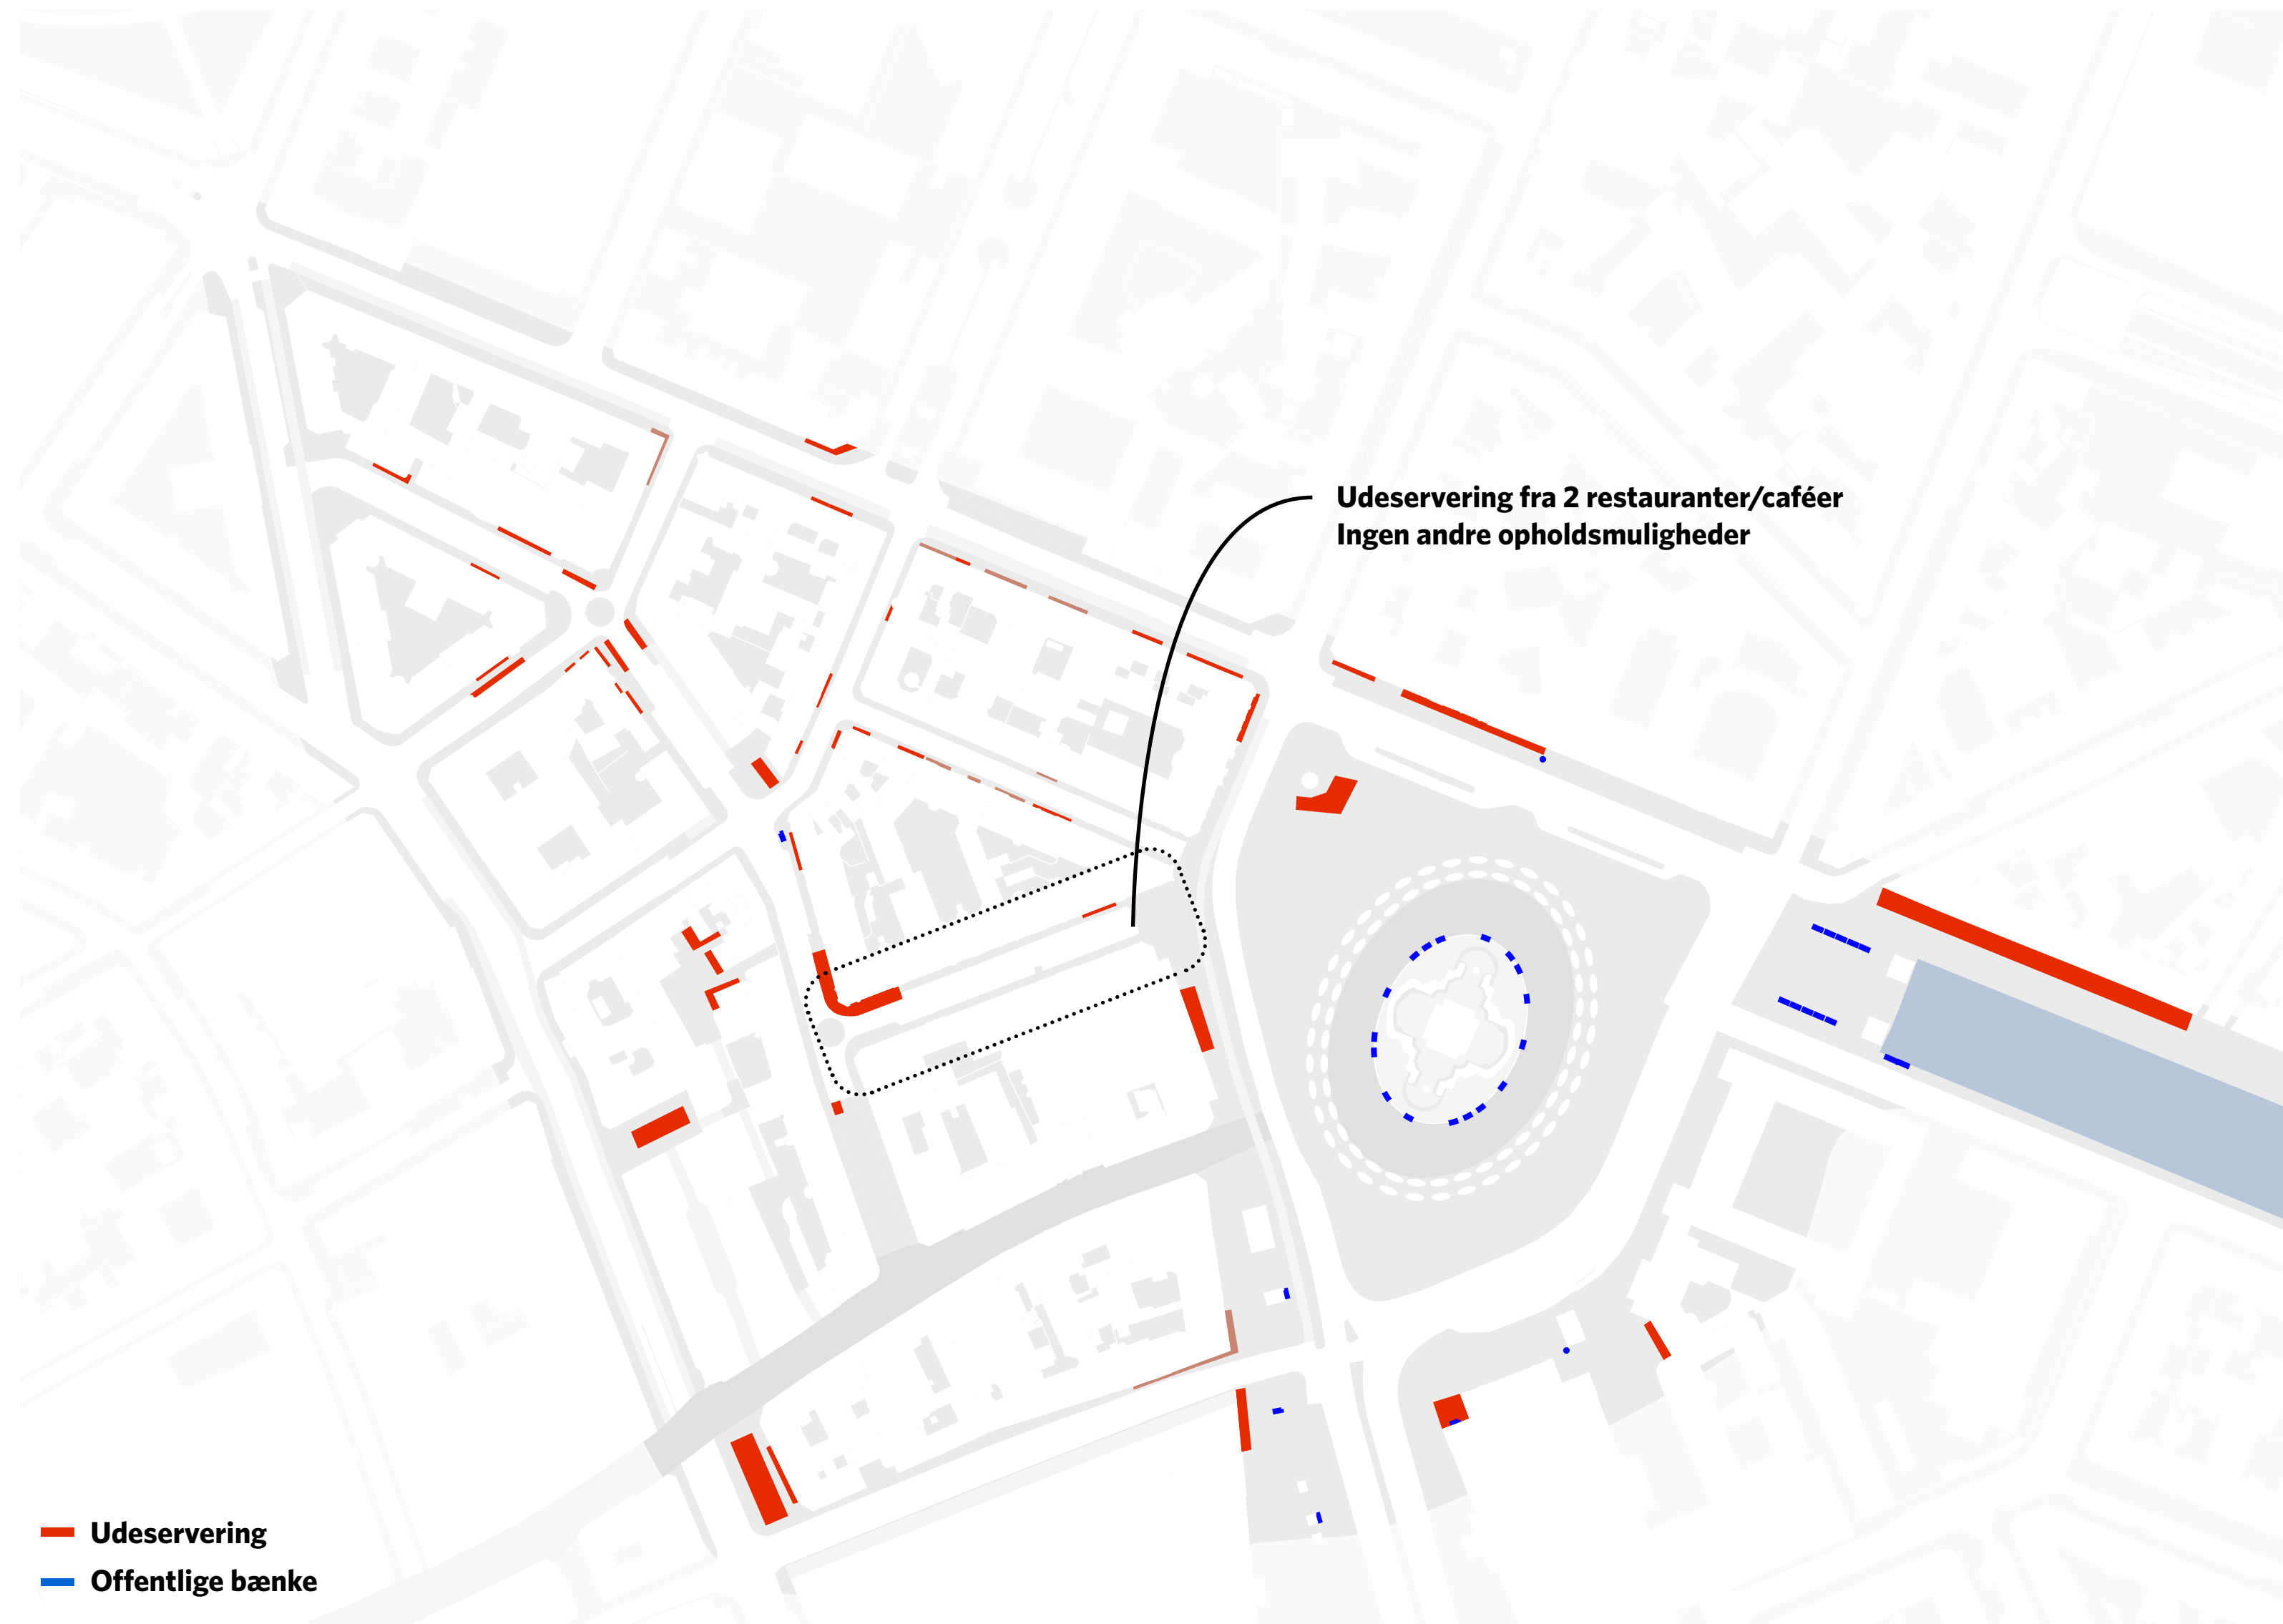 Udeservering fra 2 restauranter/caféer
Ingen andre opholdsmuligheder
Udeservering
Offentlige bænke